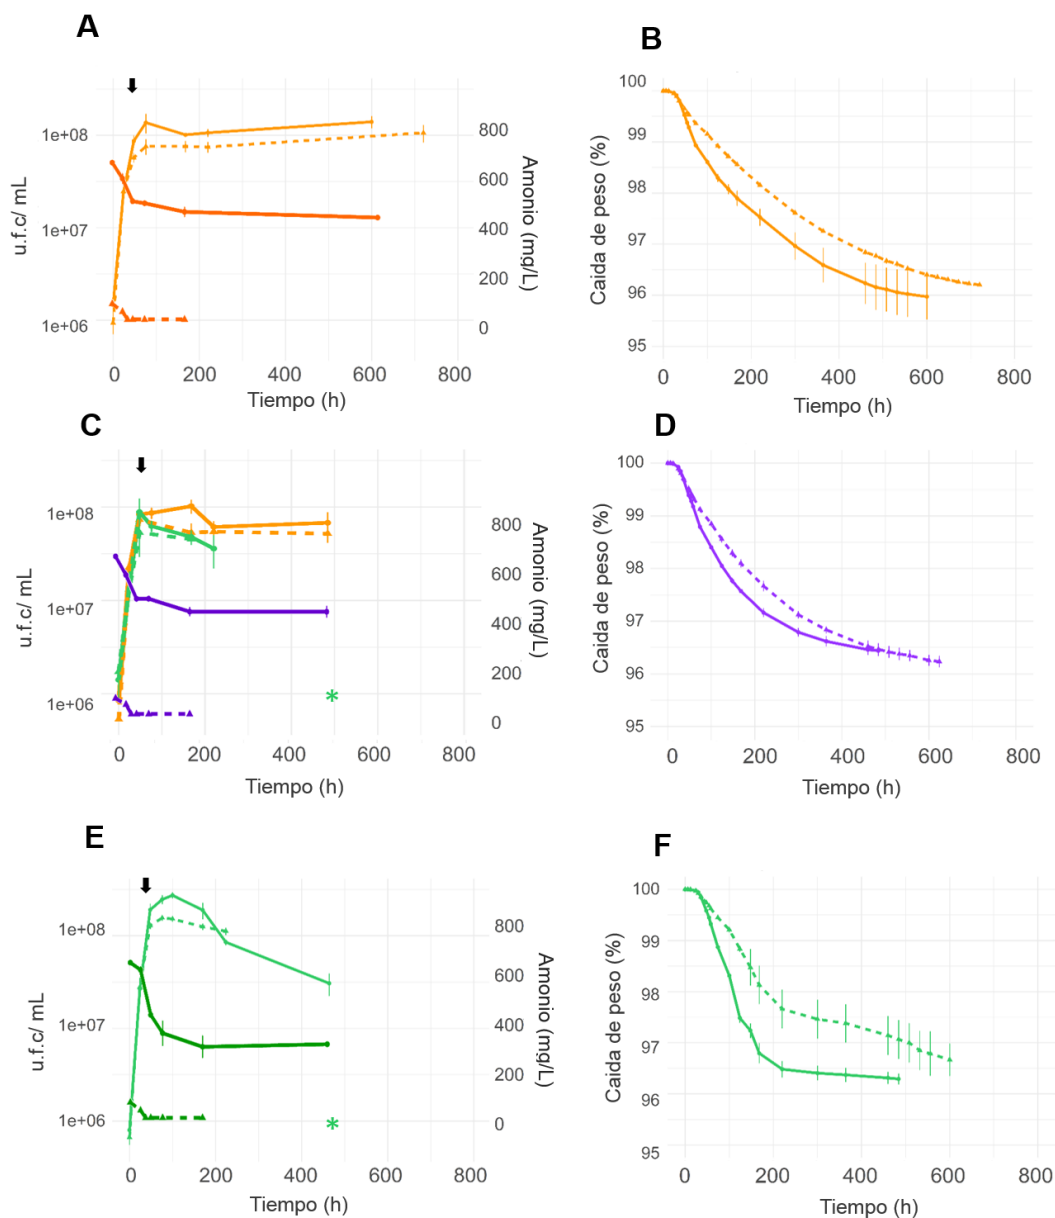 A
1e+08
1e+07
1e+06
u.f.c/ mL
800
600
400
200
0
Amonio (mg/L)
0 200 400 600 800
Tiempo (h)
B
100
99
98
97
96
95
Caida de peso (%)
0 200 400 600 800
Tiempo (h)
C
1e+08
1e+07
1e+06
u.f.c/ mL
800
600
400
200
0
Amonio (mg/L)
*
0 200 400 600 800
Tiempo (h)
D
100
99
98
97
96
95
Caida de peso (%)
0 200 400 600 800
Tiempo (h)
E
1e+08
1e+07
1e+06
u.f.c/ mL
800
600
400
200
0
Amonio (mg/L)
*
0 200 400 600 800
Tiempo (h)
F
100
99
98
97
96
95
Caida de peso (%)
0 200 400 600 800
Tiempo (h)